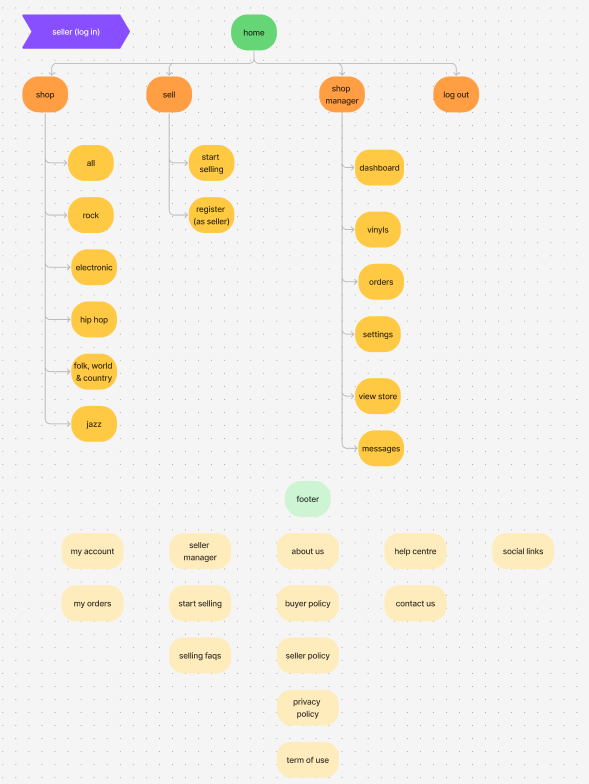 seller (log in)
home
shop
sell
shop
manager
log out
all
rock
electronic
hip hop
folk, world
& country
jazz
start
selling
register
(as seller)
dashboard
vinyls
orders
settings
view store
messages
footer
my account
seller
manager
about us
help centre
social links
my orders
start selling
buyer policy
contact us
selling faqs
seller policy
privacy
policy
term of use